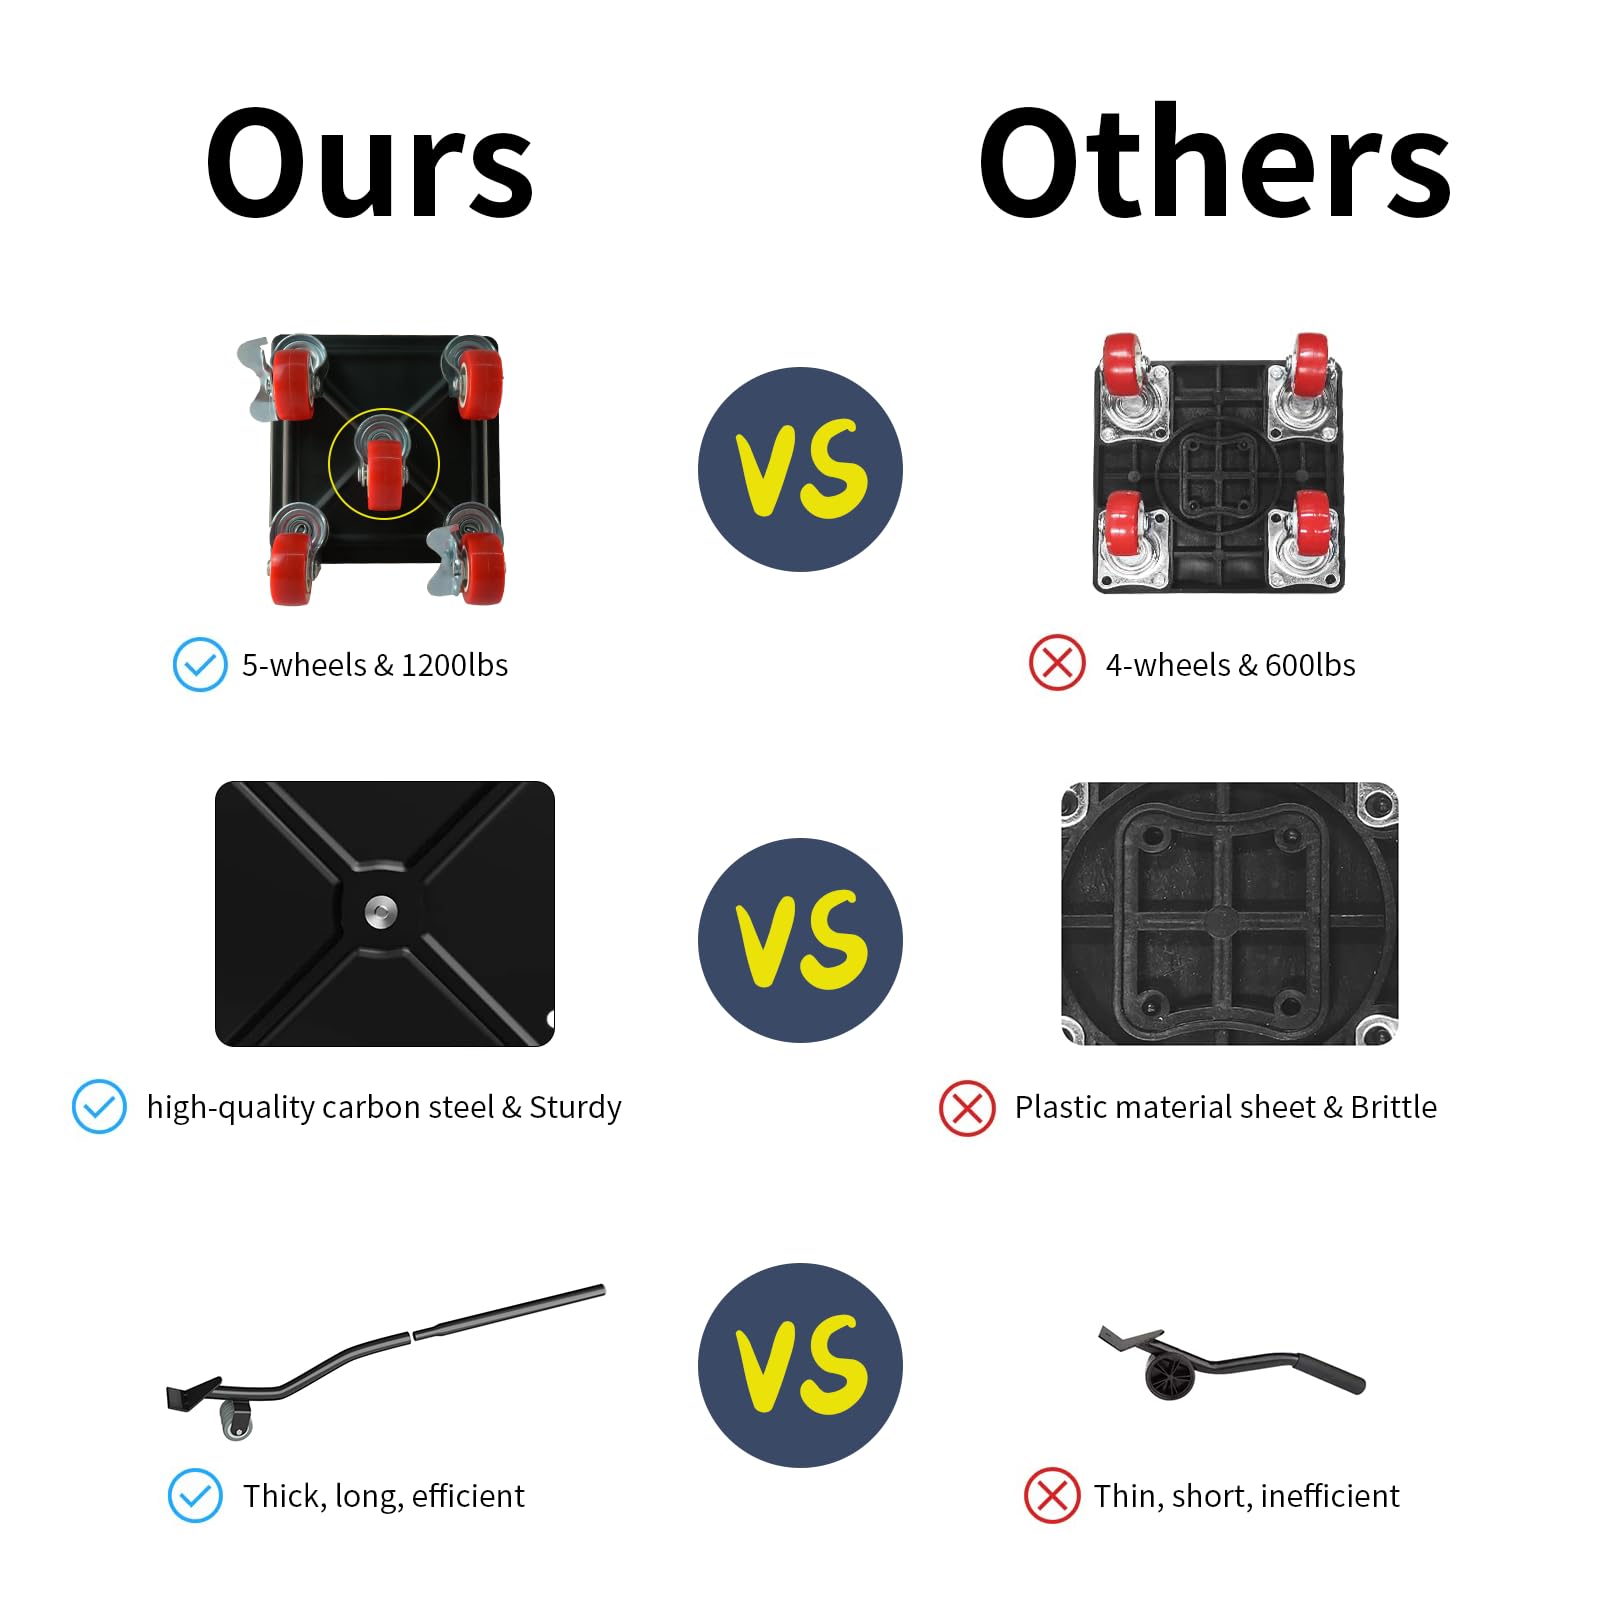 Ours
Others
VS
5-wheels & 1200lbs
4-wheels & 600lbs
VS
high-quality carbon steel & Sturdy
Plastic material sheet & Brittle
VS
Thick, long, efficient
Thin, short, inefficient